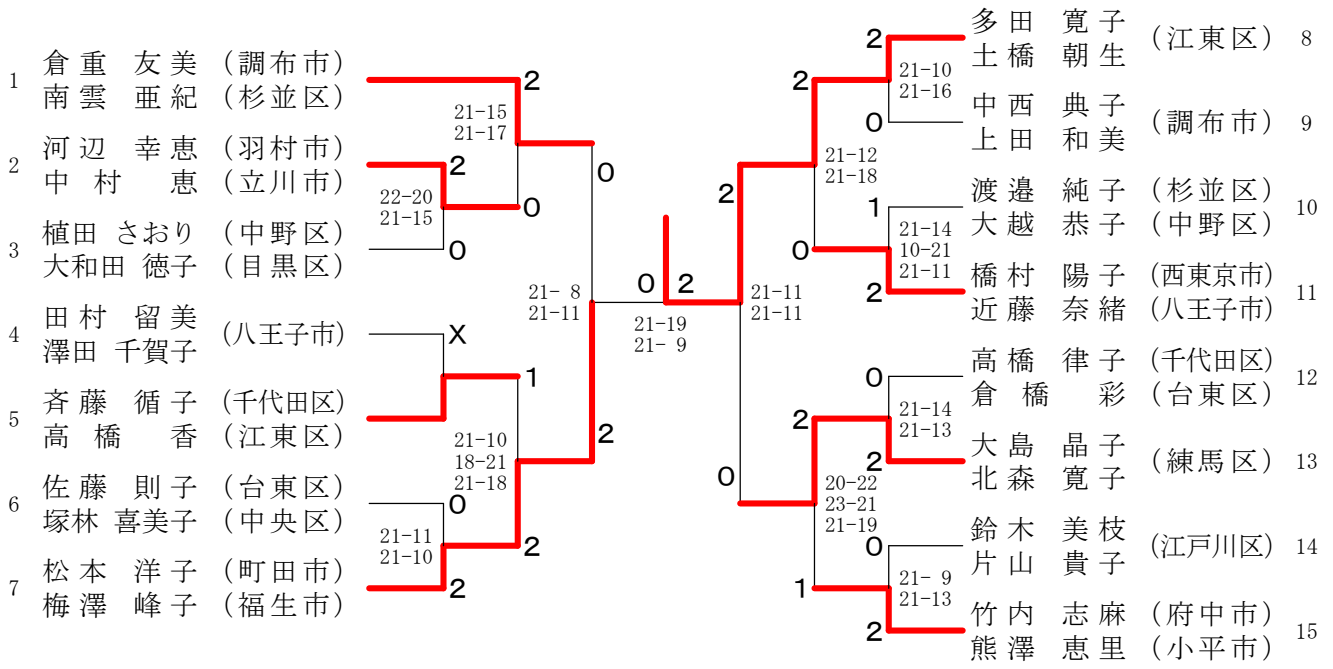 1 倉重 友美 (調布市)
南雲 亜紀 (杉並区)
2 河辺 幸恵 (羽村市)
中村 恵 (立川市)
3 植田 さおり (中野区)
大和田 徳子 (目黒区)
4 田村 留美 (八王子市)
澤田 千賀子
5 斉藤 循子 (千代田区)
高橋 香 (江東区)
6 佐藤 則子 (台東区)
塚林 喜美子 (中央区)
7 松本 洋子 (町田市)
梅澤 峰子 (福生市)
2
21-15
21-17
2
22-20
21-15
0
0
0
X
1
21-10
18-21
21-18
0
21-11
21-10
2
2
2
21- 8
21-11
0 2
21-19
21- 9
21-11
21-11
2
0
2
21-12
21-18
0
2
20-22
23-21
21-19
1
2
21-10
21-16
0
1
21-14
10-21
21-11
2
0
21-14
21-13
2
0
21- 9
21-13
2
多田 寛子 (江東区) 8
土橋 朝生
中西 典子 (調布市) 9
上田 和美
渡邉 純子 (杉並区) 10
大越 恭子 (中野区)
橋村 陽子 (西東京市) 11
近藤 奈緒 (八王子市)
高橋 律子 (千代田区) 12
倉橋 彩 (台東区)
大島 晶子 (練馬区) 13
北森 寛子
鈴木 美枝 (江戸川区) 14
片山 貴子
竹内 志麻 (府中市) 15
熊澤 恵里 (小平市)